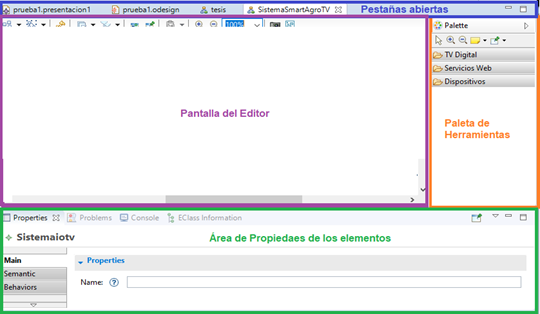 prueba1.presentacion1 prueba1.odesign tesis SistemaSmartAgroTV Pestañas abiertas
100%
Palette
TV Digital
Servicios Web
Dispositivos
Pantalla del Editor
Paleta de
Herramientas
Properties Problems Console EClass Information
Sistemaiotv
Área de Propiedaes de los elementos
Main
Properties
Semantic
Name:
Behaviors